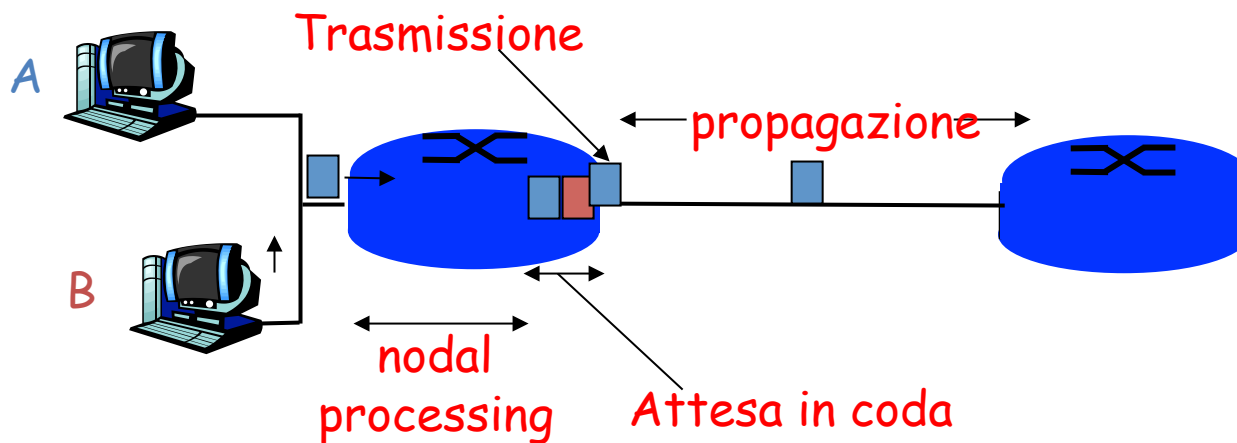 Trasmissione
A
propagazione
B
nodal
processing
Attesa in coda